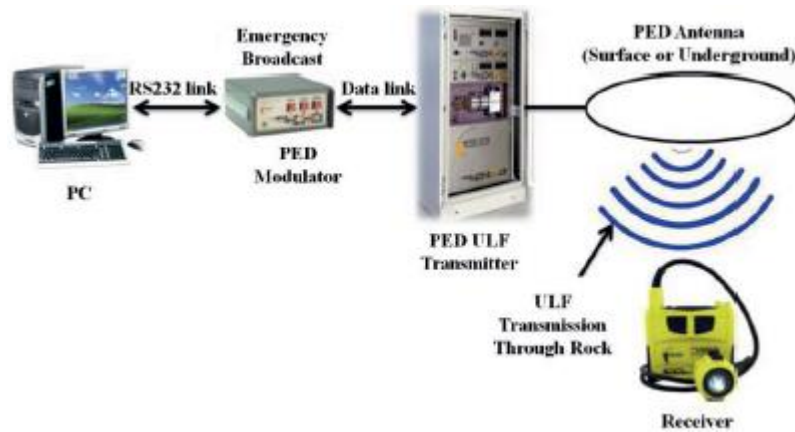 PC
RS232 link
Emergency
Broadcast
PED
Modulator
Data link
PED ULF
Transmitter
PED Antenna
(Surface or Underground)
ULF
Transmission
Through Rock
Receiver